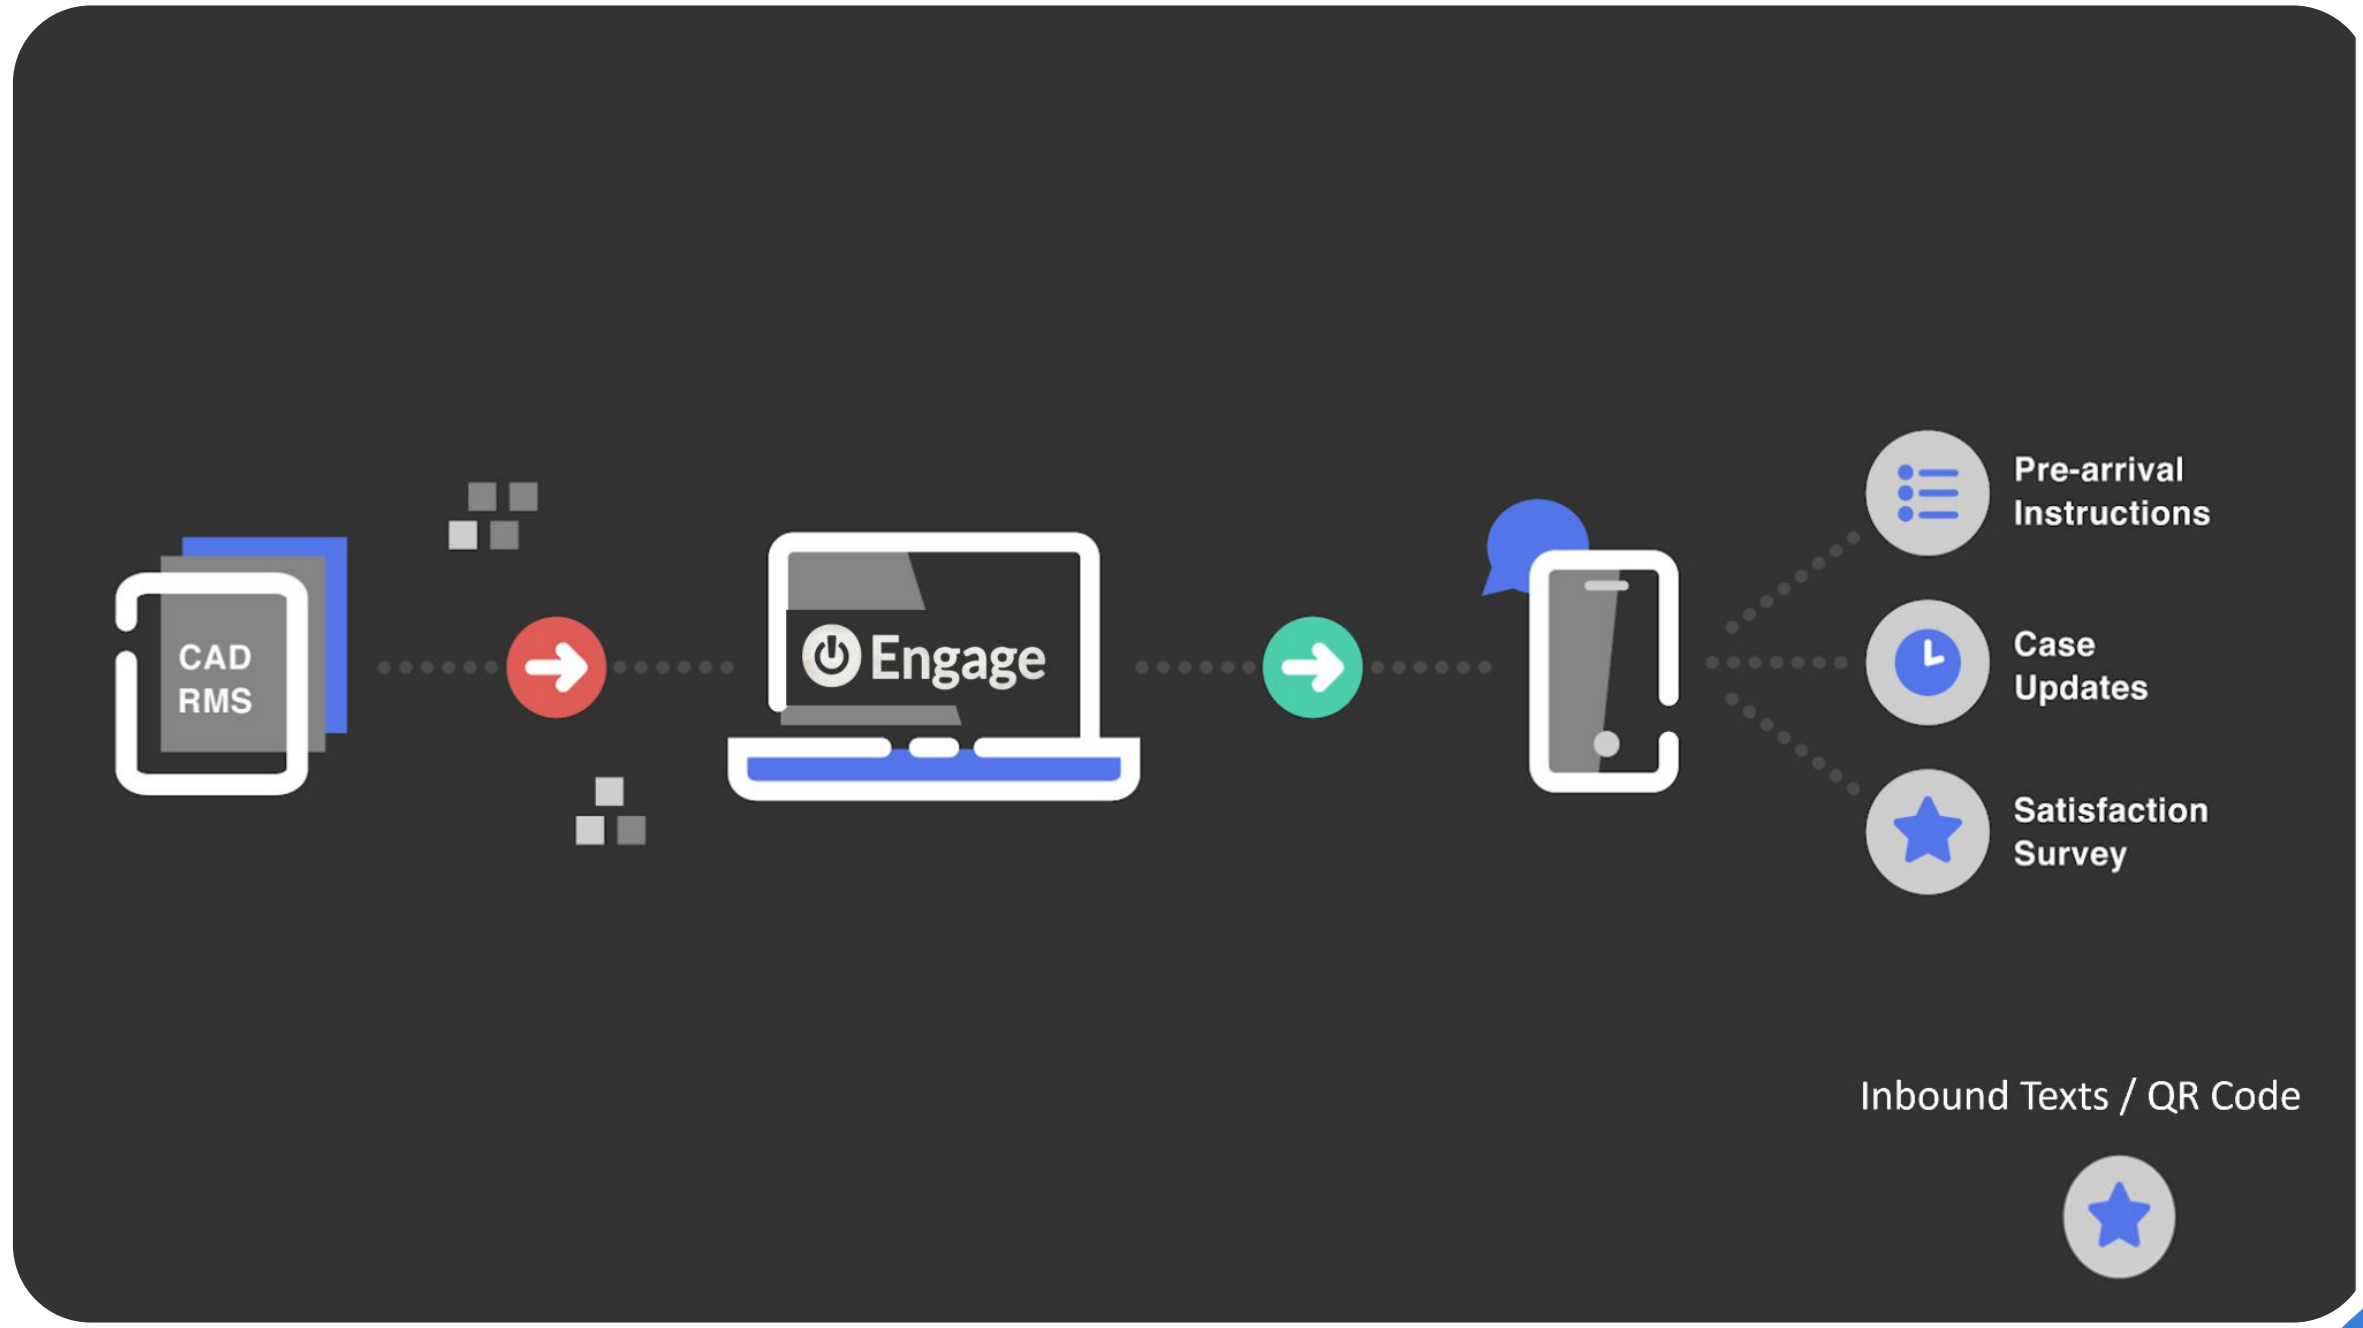 CAD
RMS
Engage
Pre-arrival
Instructions
Case
Updates
Satisfaction
Survey
Inbound Texts / QR Code